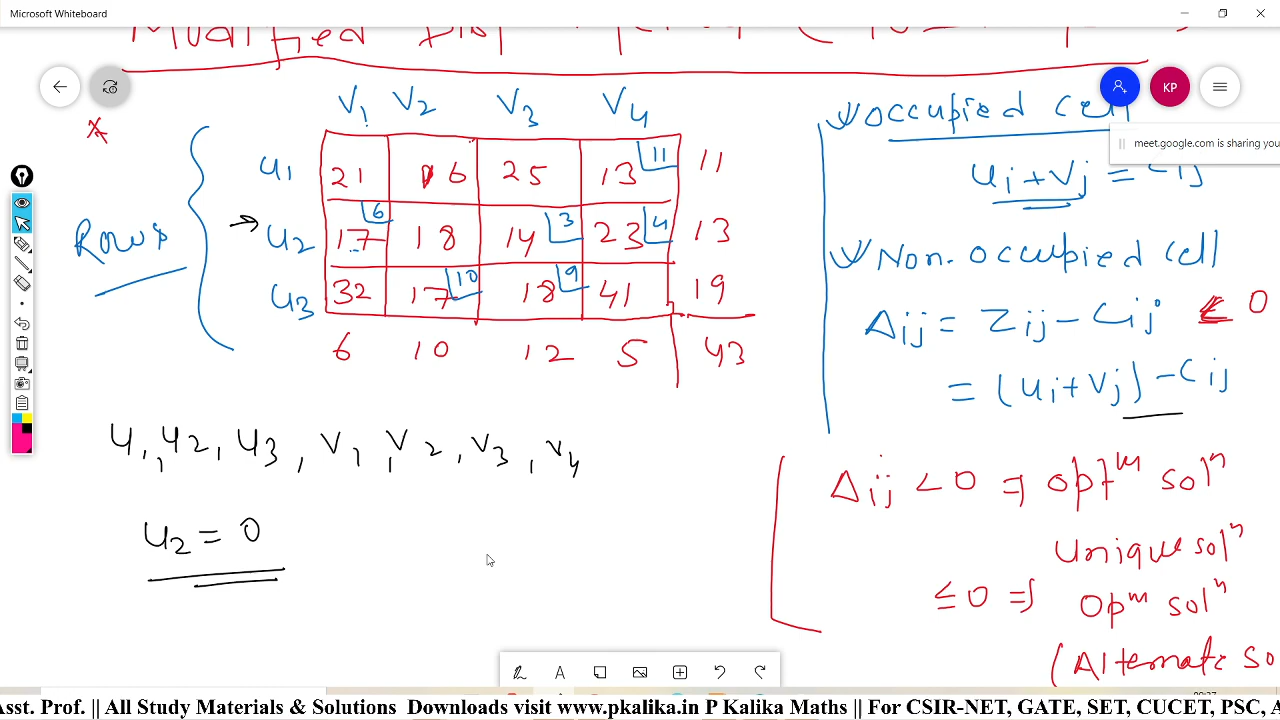 Microsoft Whiteboard
Modified
KP
meet.google.com is sharing you
V1 V2 V3 V4
Rows
u1 21 16 25 13 11 11
u2 17 6 18 14 3 23 4 13
u3 32 17 10 18 9 41 19
6 10 12 5 43
u1, u2, u3, v1, v2, v3, v4
u2 = 0
occupied cell
ui + vj = cij
Non. occupied cell
Δij = Zij - Cij ≤ 0
= (ui + vj) - cij
Δij < 0 ⇒ optm soln
Unique soln
≤ 0 ⇒ opm soln
(Alternate so
Asst. Prof. || All Study Materials & Solutions Downloads visit www.pkalika.in P Kalika Maths || For CSIR-NET, GATE, SET, CUCET, PSC, A